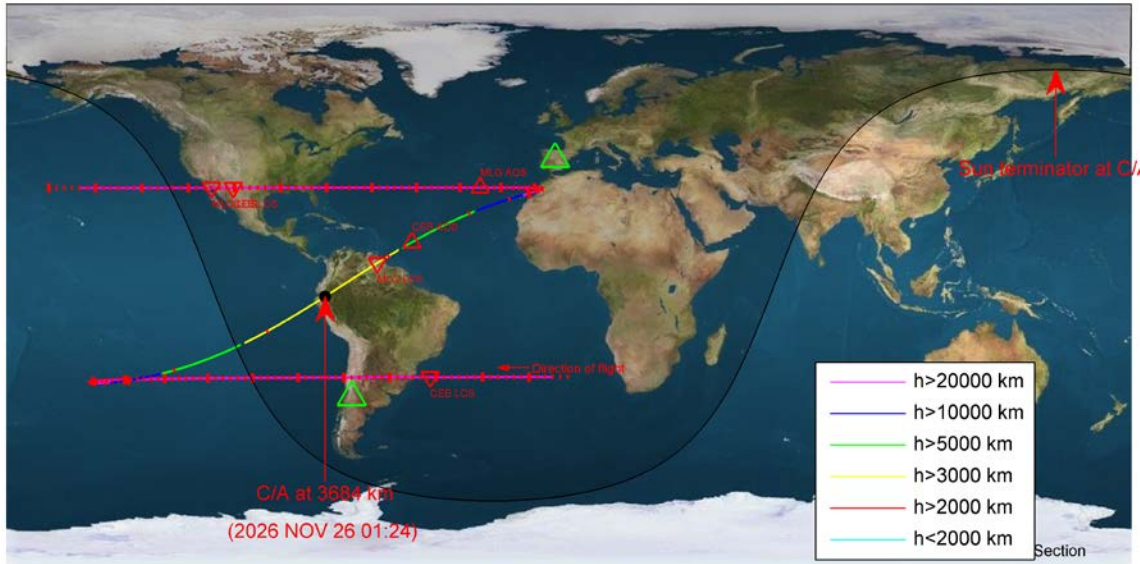 MLG AOS
Sun terminator at C/A
Direction of flight
CEB LOS
C/A at 3684 km
(2026 NOV 26 01:24)
h>20000 km
h>10000 km
h>5000 km
h>3000 km
h>2000 km
h<2000 km
Section